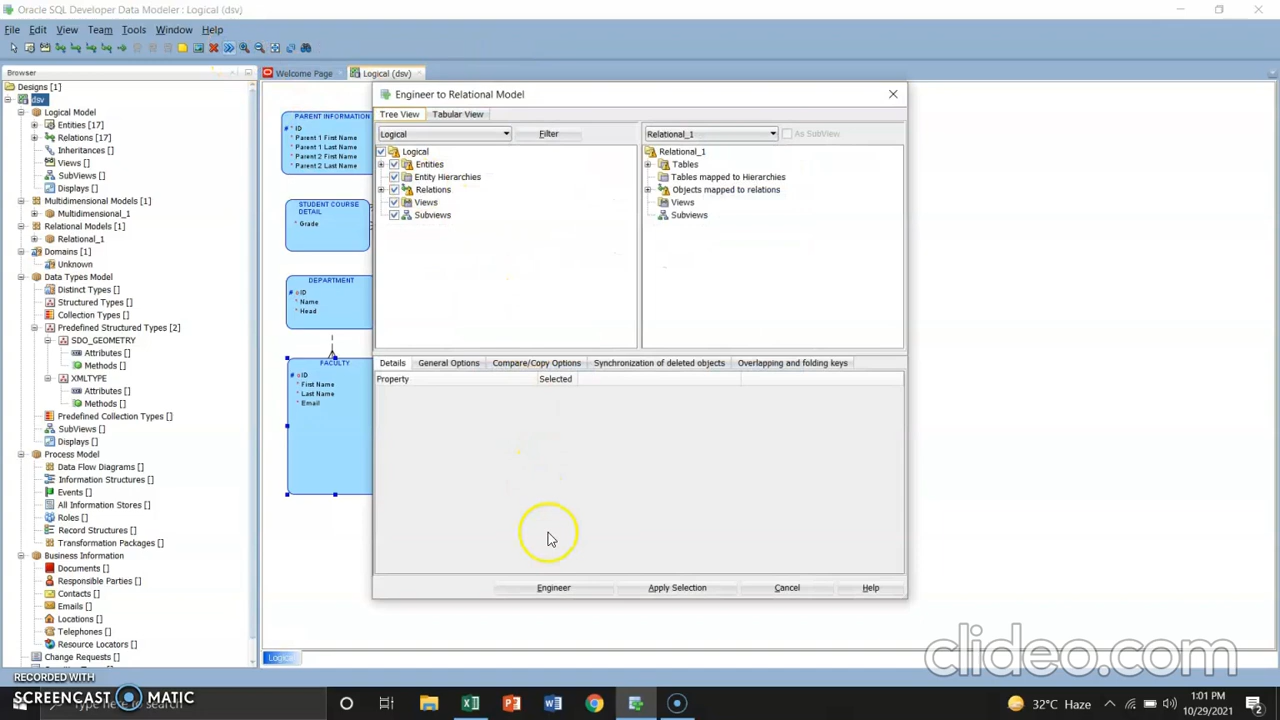 Oracle SQL Developer Data Modeler : Logical (dsv)
File Edit View Team Tools Window Help
Browser
Welcome Page
Logical (dsv)
Designs [1]
dsv
Logical Model
Entities [17]
Relations [17]
Inheritances []
Views []
SubViews []
Displays []
Multidimensional Models [1]
Multidimensional_1
Relational Models [1]
Relational_1
Domains [1]
Unknown
Data Types Model
Distinct Types []
Structured Types []
Collection Types []
Predefined Structured Types [2]
SDO_GEOMETRY
Attributes []
Methods []
XMLTYPE
Attributes []
Methods []
Predefined Collection Types []
SubViews []
Displays []
Process Model
Data Flow Diagrams []
Information Structures []
Events []
All Information Stores []
Roles []
Record Structures []
Transformation Packages []
Business Information
Documents []
Responsible Parties []
Contacts []
Emails []
Locations []
Telephones []
Resource Locators []
Change Requests []
PARENT INFORMATION
# * ID
* Parent 1 First Name
* Parent 1 Last Name
* Parent 2 First Name
* Parent 2 Last Name
STUDENT COURSE
DETAIL
* Grade
DEPARTMENT
# o ID
* Name
* Head
FACULTY
# o ID
* First Name
* Last Name
* Email
Logical
Engineer to Relational Model
Tree View
Tabular View
Logical
Filter
Relational_1
As SubView
Logical
Entities
Entity Hierarchies
Relations
Views
Subviews
Relational_1
Tables
Tables mapped to Hierarchies
Objects mapped to relations
Views
Subviews
Details
General Options
Compare/Copy Options
Synchronization of deleted objects
Overlapping and folding keys
Property
Selected
Engineer
Apply Selection
Cancel
Help
clideo.com
RECORDED WITH
SCREENCAST MATIC
Type here to search
32°C Haze
1:01 PM
10/29/2021
2